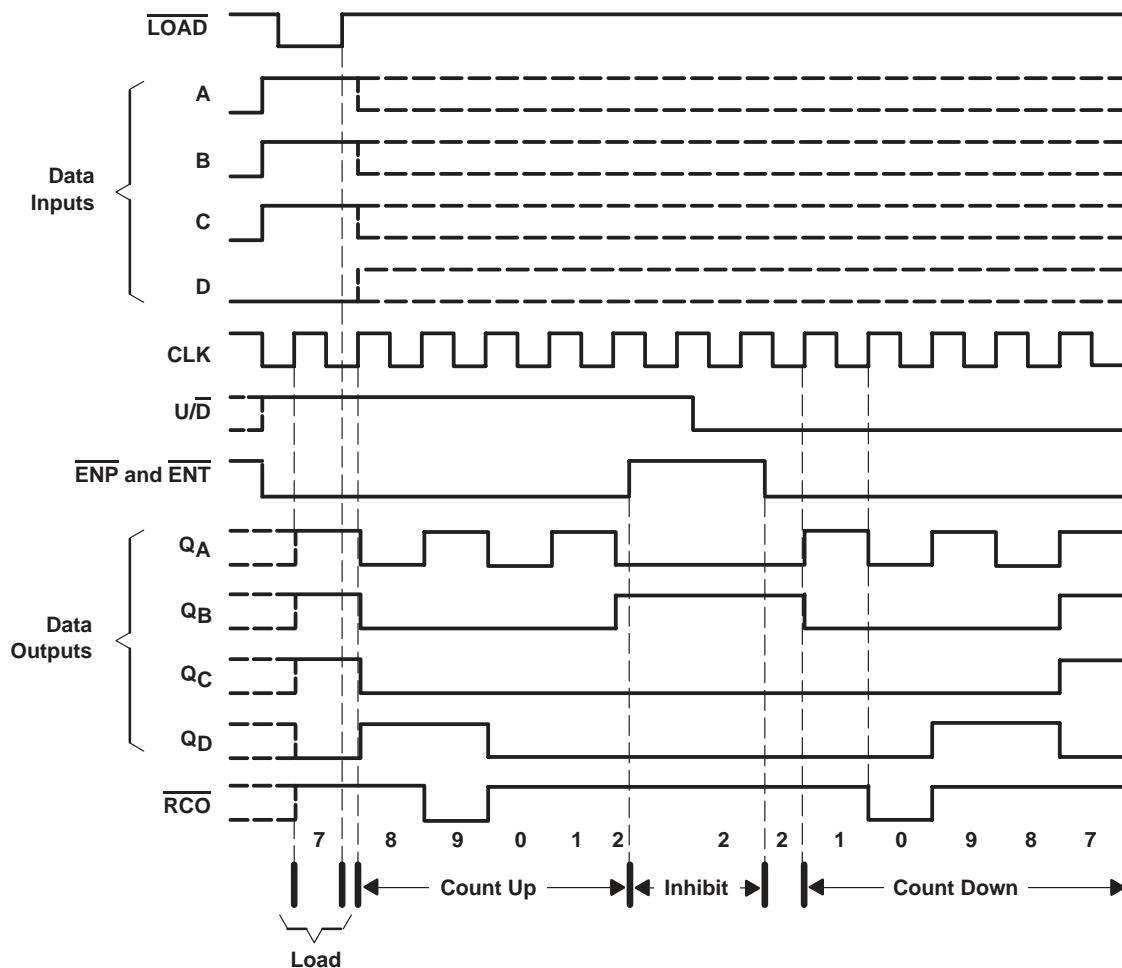 LOAD
A
B
Data
Inputs
C
D
CLK
U/D
ENP and ENT
QA
QB
Data
Outputs
QC
QD
RCO
7 8 9 0 1 2 2 2 1 0 9 8 7
Count Up Inhibit Count Down
Load